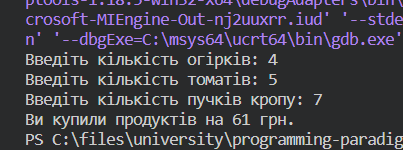 ptools-1.18.5-win32-x64\debugAdapters\bin\
crosoft-MIEngine-Out-nj2uuxrr.iud' '--stde
n' '--dbgExe=C:\msys64\ucrt64\bin\gdb.exe'
Введіть кількість огірків: 4
Введіть кількість томатів: 5
Введіть кількість пучків кропу: 7
Ви купили продуктів на 61 грн.
PS C:\files\university\programming-paradig